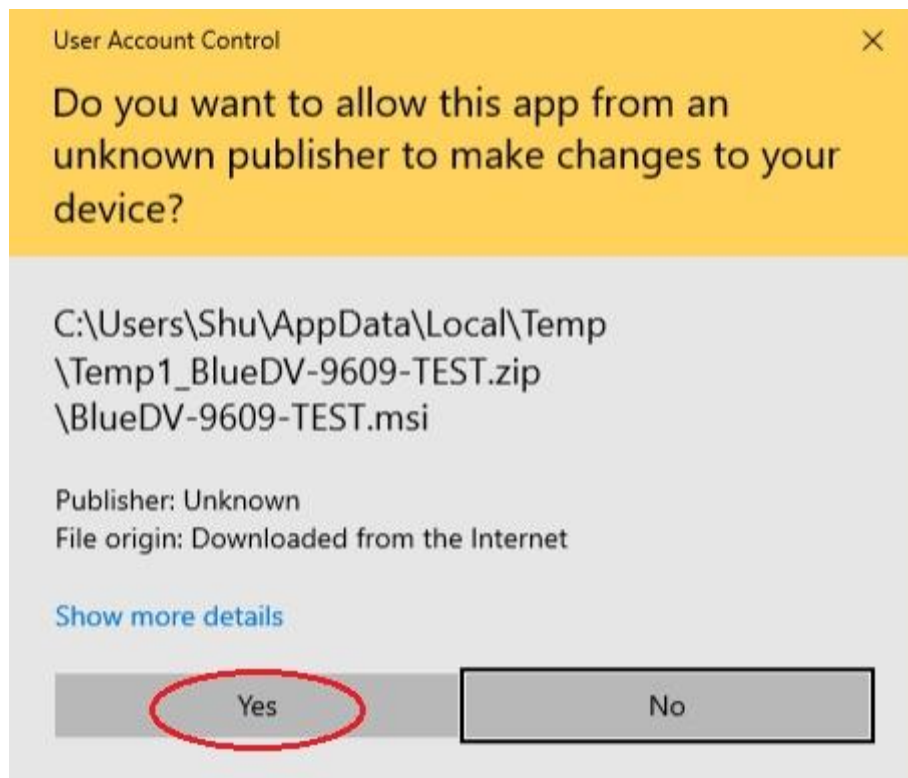 User Account Control
Do you want to allow this app from an
unknown publisher to make changes to your
device?
C:\Users\Shu\AppData\Local\Temp
\Temp1_BlueDV-9609-TEST.zip
\BlueDV-9609-TEST.msi
Publisher: Unknown
File origin: Downloaded from the Internet
Show more details
Yes
No